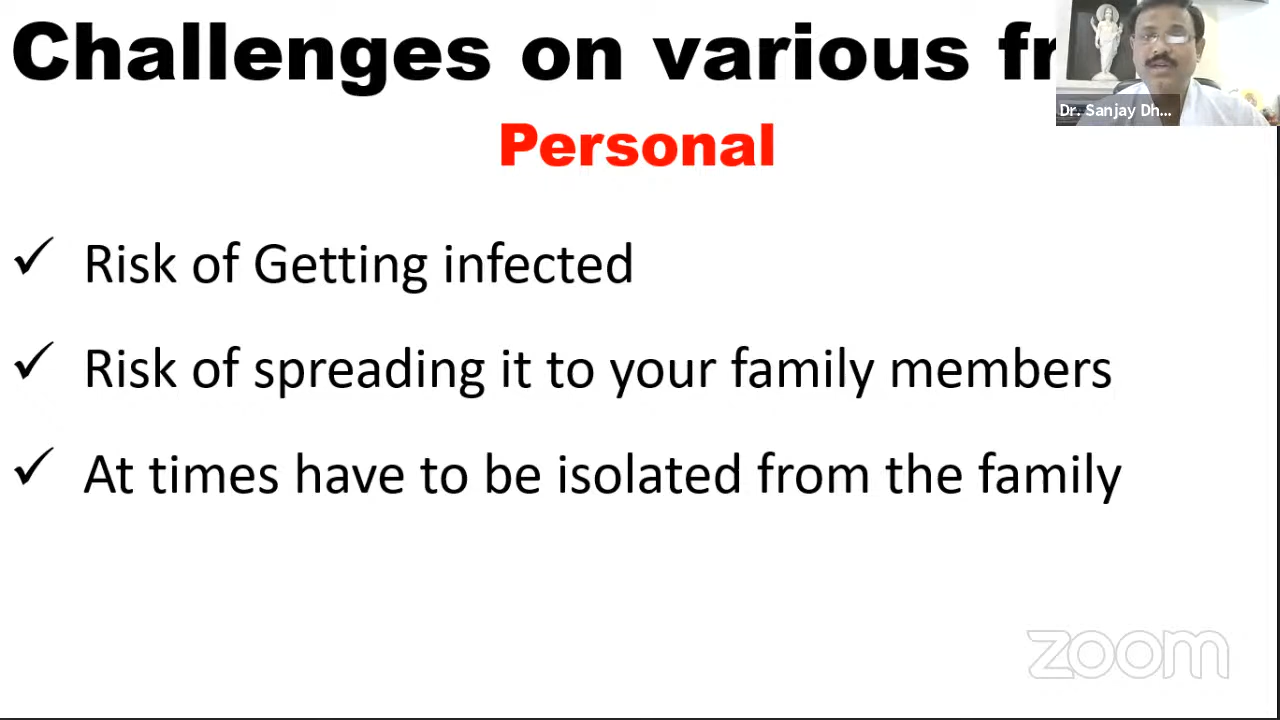 Challenges on various fr
Dr. Sanjay Dh...
Personal
✓ Risk of Getting infected
✓ Risk of spreading it to your family members
✓ At times have to be isolated from the family
zoom